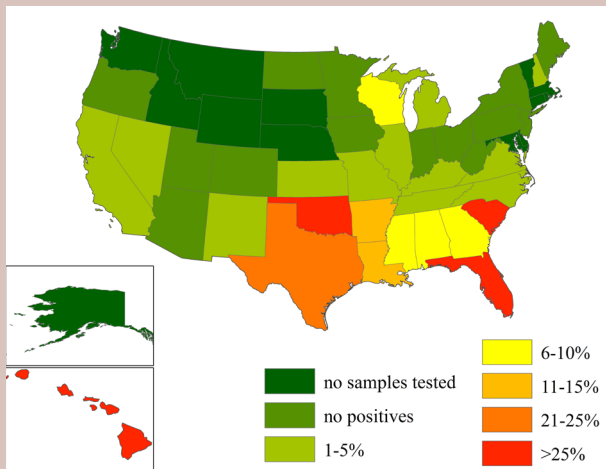 no samples tested
no positives
1-5%
6-10%
11-15%
21-25%
>25%